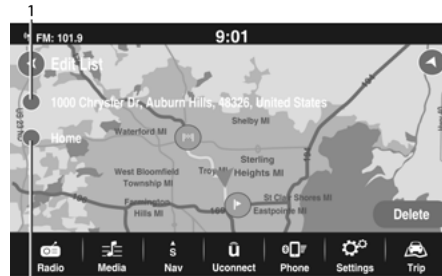 1
FM: 101.9
9:01
Edit List
1000 Chrysler Dr, Auburn Hills, 48326, United States
Shelby MI
Home
Waterford MI
Sterling
Heights MI
West Bloomfield
Township MI
Troy MI
Farmington
Hills MI
St Clair Shores MI
Eastpointe MI
Delete
S
Radio
Media
Nav
Uconnect
Phone
Settings
Trip